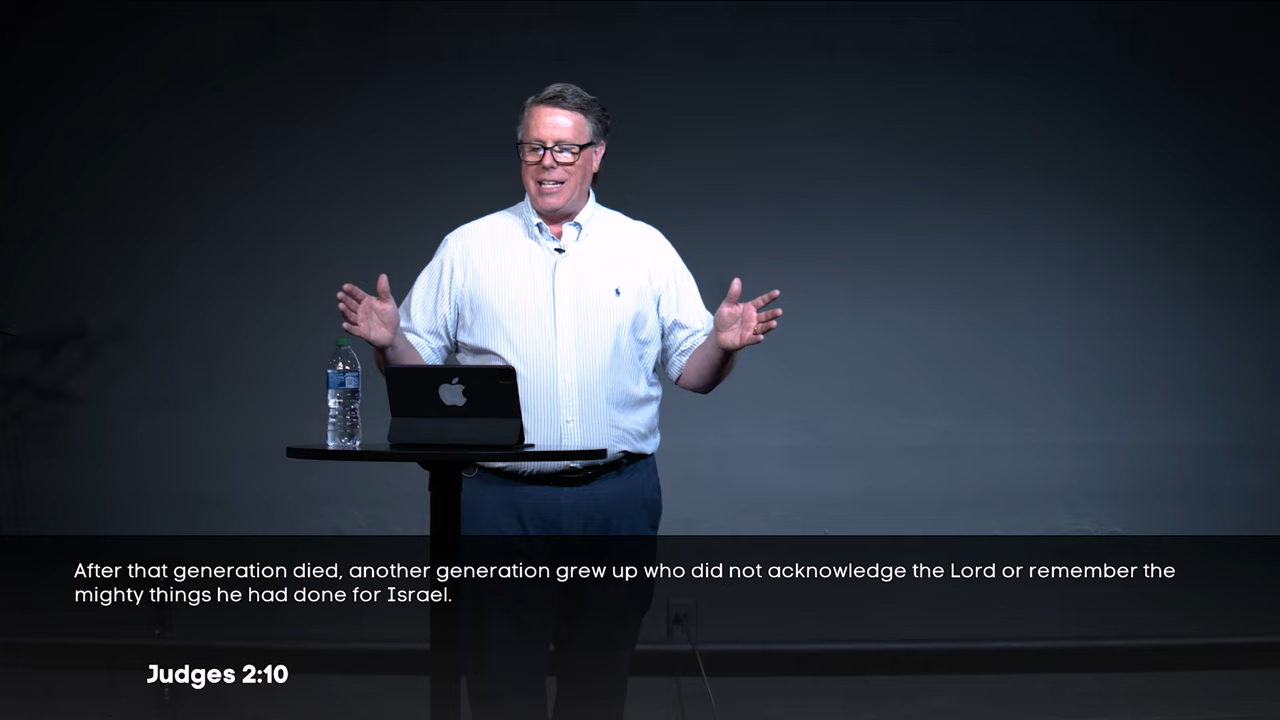 After that generation died, another generation grew up who did not acknowledge the Lord or remember the
mighty things he had done for Israel.
Judges 2:10